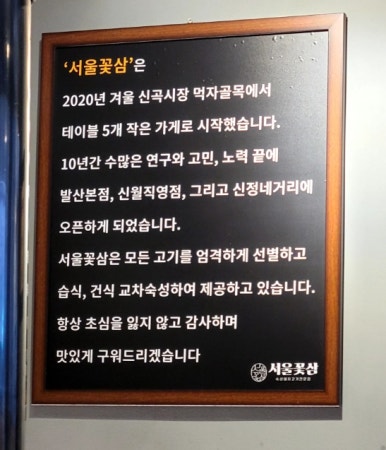 ‘서울꽃삼’은
2020년 겨울 신곡시장 먹자골목에서
테이블 5개 작은 가게로 시작했습니다.
10년간 수많은 연구와 고민, 노력 끝에
발산본점, 신월직영점, 그리고 신정네거리에
오픈하게 되었습니다.
서울꽃삼은 모든 고기를 엄격하게 선별하고
습식, 건식 교차숙성하여 제공하고 있습니다.
항상 초심을 잃지 않고 감사하며
맛있게 구워드리겠습니다
서울꽃삼